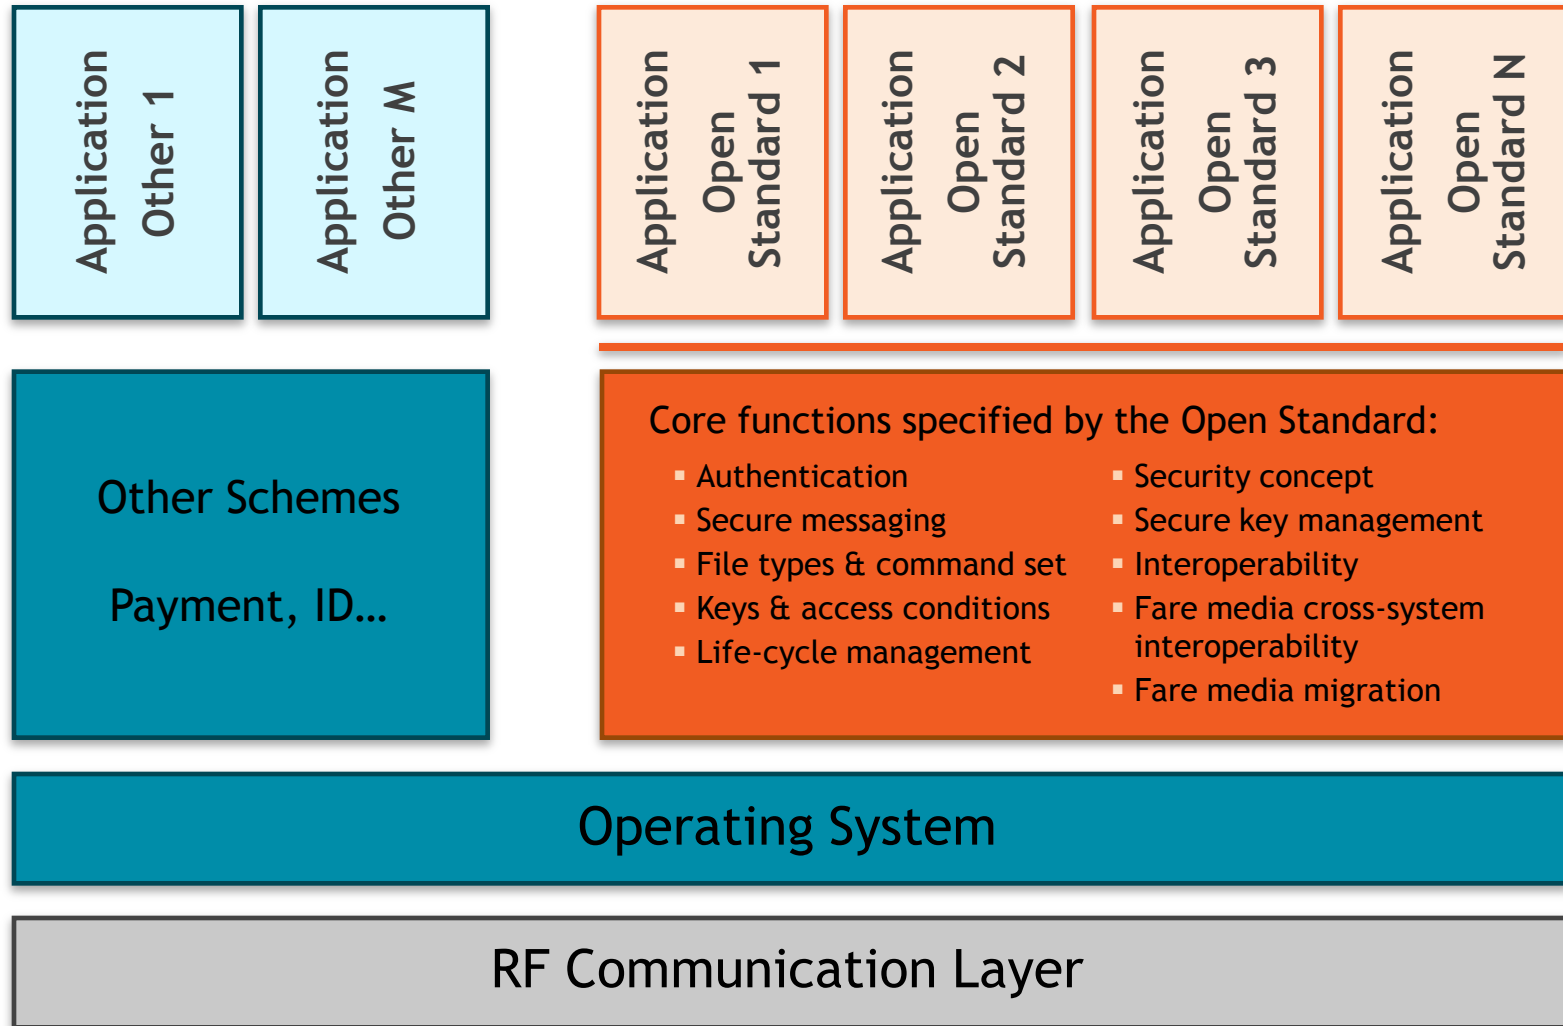 Application
Other 1
Application
Other M
Application
Open
Standard 1
Application
Open
Standard 2
Application
Open
Standard 3
Application
Open
Standard N
Other Schemes
Payment, ID…
Core functions specified by the Open Standard:
▪ Authentication
▪ Secure messaging
▪ File types & command set
▪ Keys & access conditions
▪ Life-cycle management
▪ Security concept
▪ Secure key management
▪ Interoperability
▪ Fare media cross-system
interoperability
▪ Fare media migration
Operating System
RF Communication Layer